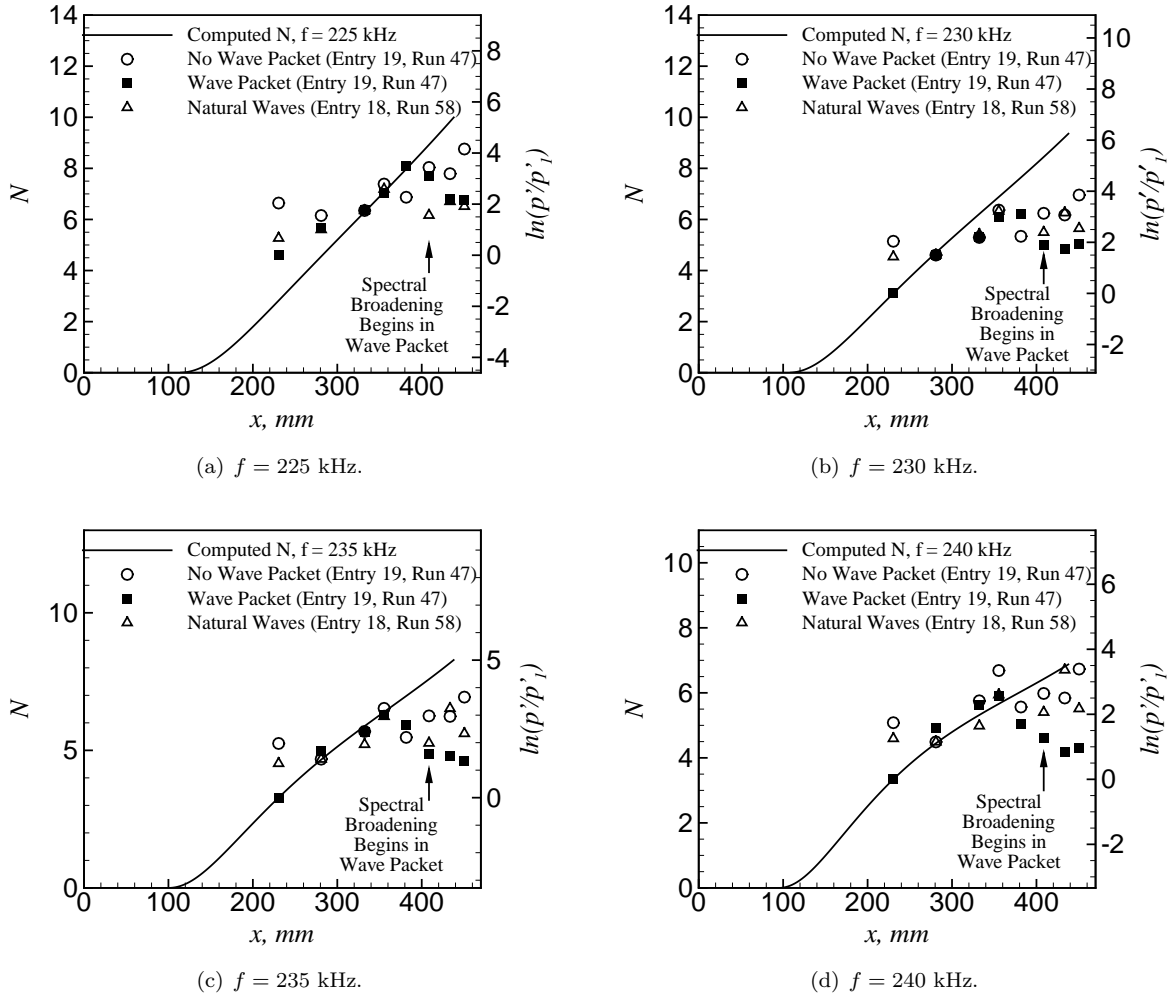 14
12
10
8
6
4
2
0
N
0
100
200
300
400
x, mm
8
6
4
2
0
-2
-4
ln(p'/p'1)
Computed N, f = 225 kHz
No Wave Packet (Entry 19, Run 47)
Wave Packet (Entry 19, Run 47)
Natural Waves (Entry 18, Run 58)
Spectral
Broadening
Begins in
Wave Packet
(a) f = 225 kHz.
14
12
10
8
6
4
2
0
N
0
100
200
300
400
x, mm
10
8
6
4
2
0
-2
ln(p'/p'1)
Computed N, f = 230 kHz
No Wave Packet (Entry 19, Run 47)
Wave Packet (Entry 19, Run 47)
Natural Waves (Entry 18, Run 58)
Spectral
Broadening
Begins in
Wave Packet
(b) f = 230 kHz.
10
5
0
N
0
100
200
300
400
x, mm
5
0
ln(p'/p'1)
Computed N, f = 235 kHz
No Wave Packet (Entry 19, Run 47)
Wave Packet (Entry 19, Run 47)
Natural Waves (Entry 18, Run 58)
Spectral
Broadening
Begins in
Wave Packet
(c) f = 235 kHz.
10
8
6
4
2
0
N
0
100
200
300
400
x, mm
6
4
2
0
-2
ln(p'/p'1)
Computed N, f = 240 kHz
No Wave Packet (Entry 19, Run 47)
Wave Packet (Entry 19, Run 47)
Natural Waves (Entry 18, Run 58)
Spectral
Broadening
Begins in
Wave Packet
(d) f = 240 kHz.